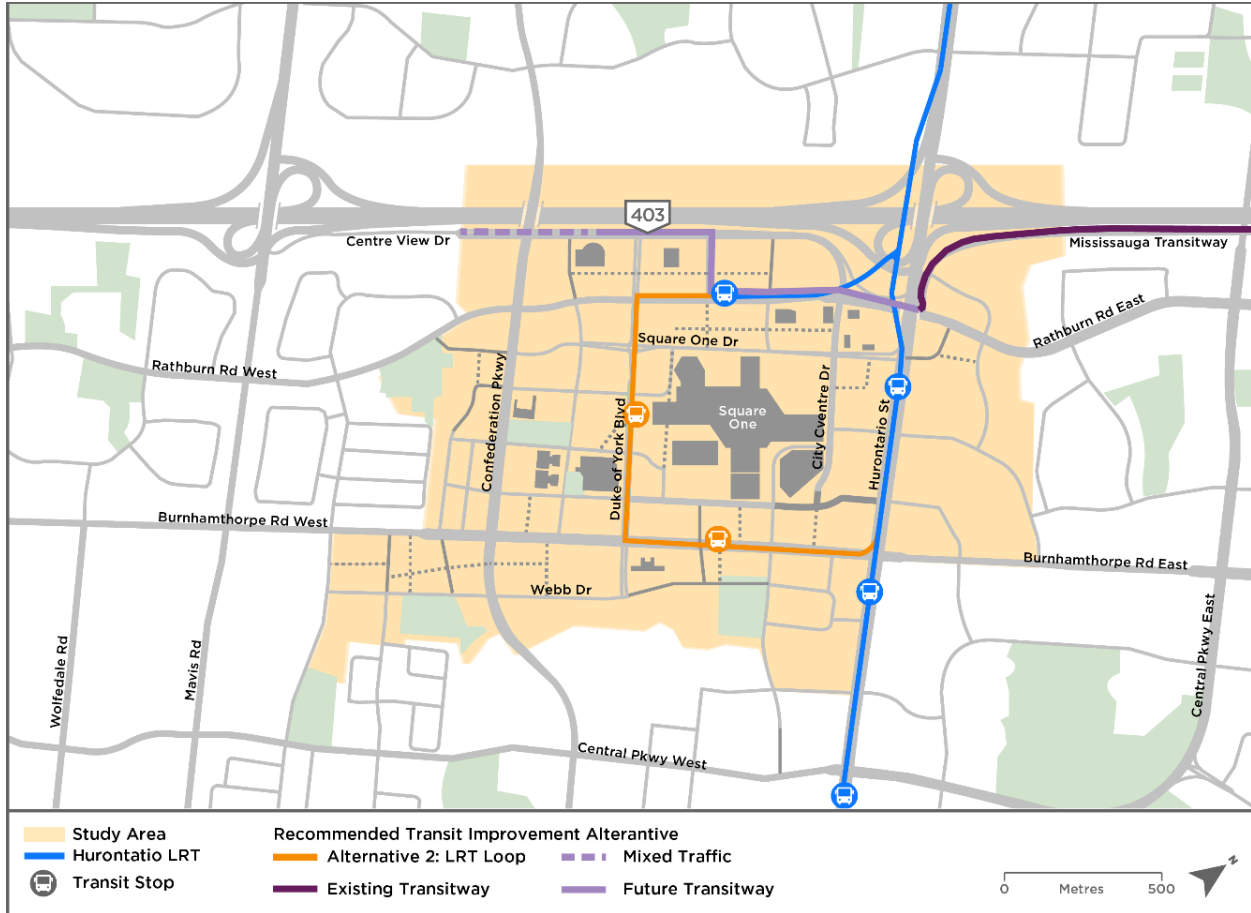 403
Centre View Dr
Mississauga Transitway
Rathburn Rd East
Square One Dr
Rathburn Rd West
Confederation Pkwy
Duke of York Blvd
Square
One
City Cventre Dr
Hurontario St
Burnhamthorpe Rd West
Burnhamthorpe Rd East
Webb Dr
Wolfedale Rd
Mavis Rd
Central Pkwy East
Central Pkwy West
Study Area
Hurontatio LRT
Transit Stop
Recommended Transit Improvement Alterantive
Alternative 2: LRT Loop
Existing Transitway
Mixed Traffic
Future Transitway
0 Metres 500
N